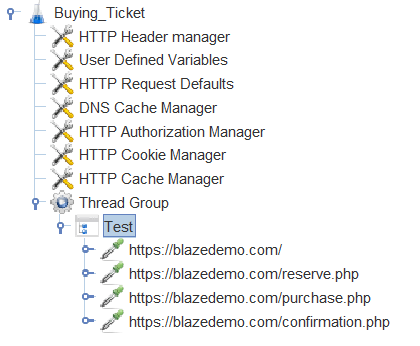 Buying_Ticket
HTTP Header manager
User Defined Variables
HTTP Request Defaults
DNS Cache Manager
HTTP Authorization Manager
HTTP Cookie Manager
HTTP Cache Manager
Thread Group
Test
https://blazedemo.com/
https://blazedemo.com/reserve.php
https://blazedemo.com/purchase.php
https://blazedemo.com/confirmation.php